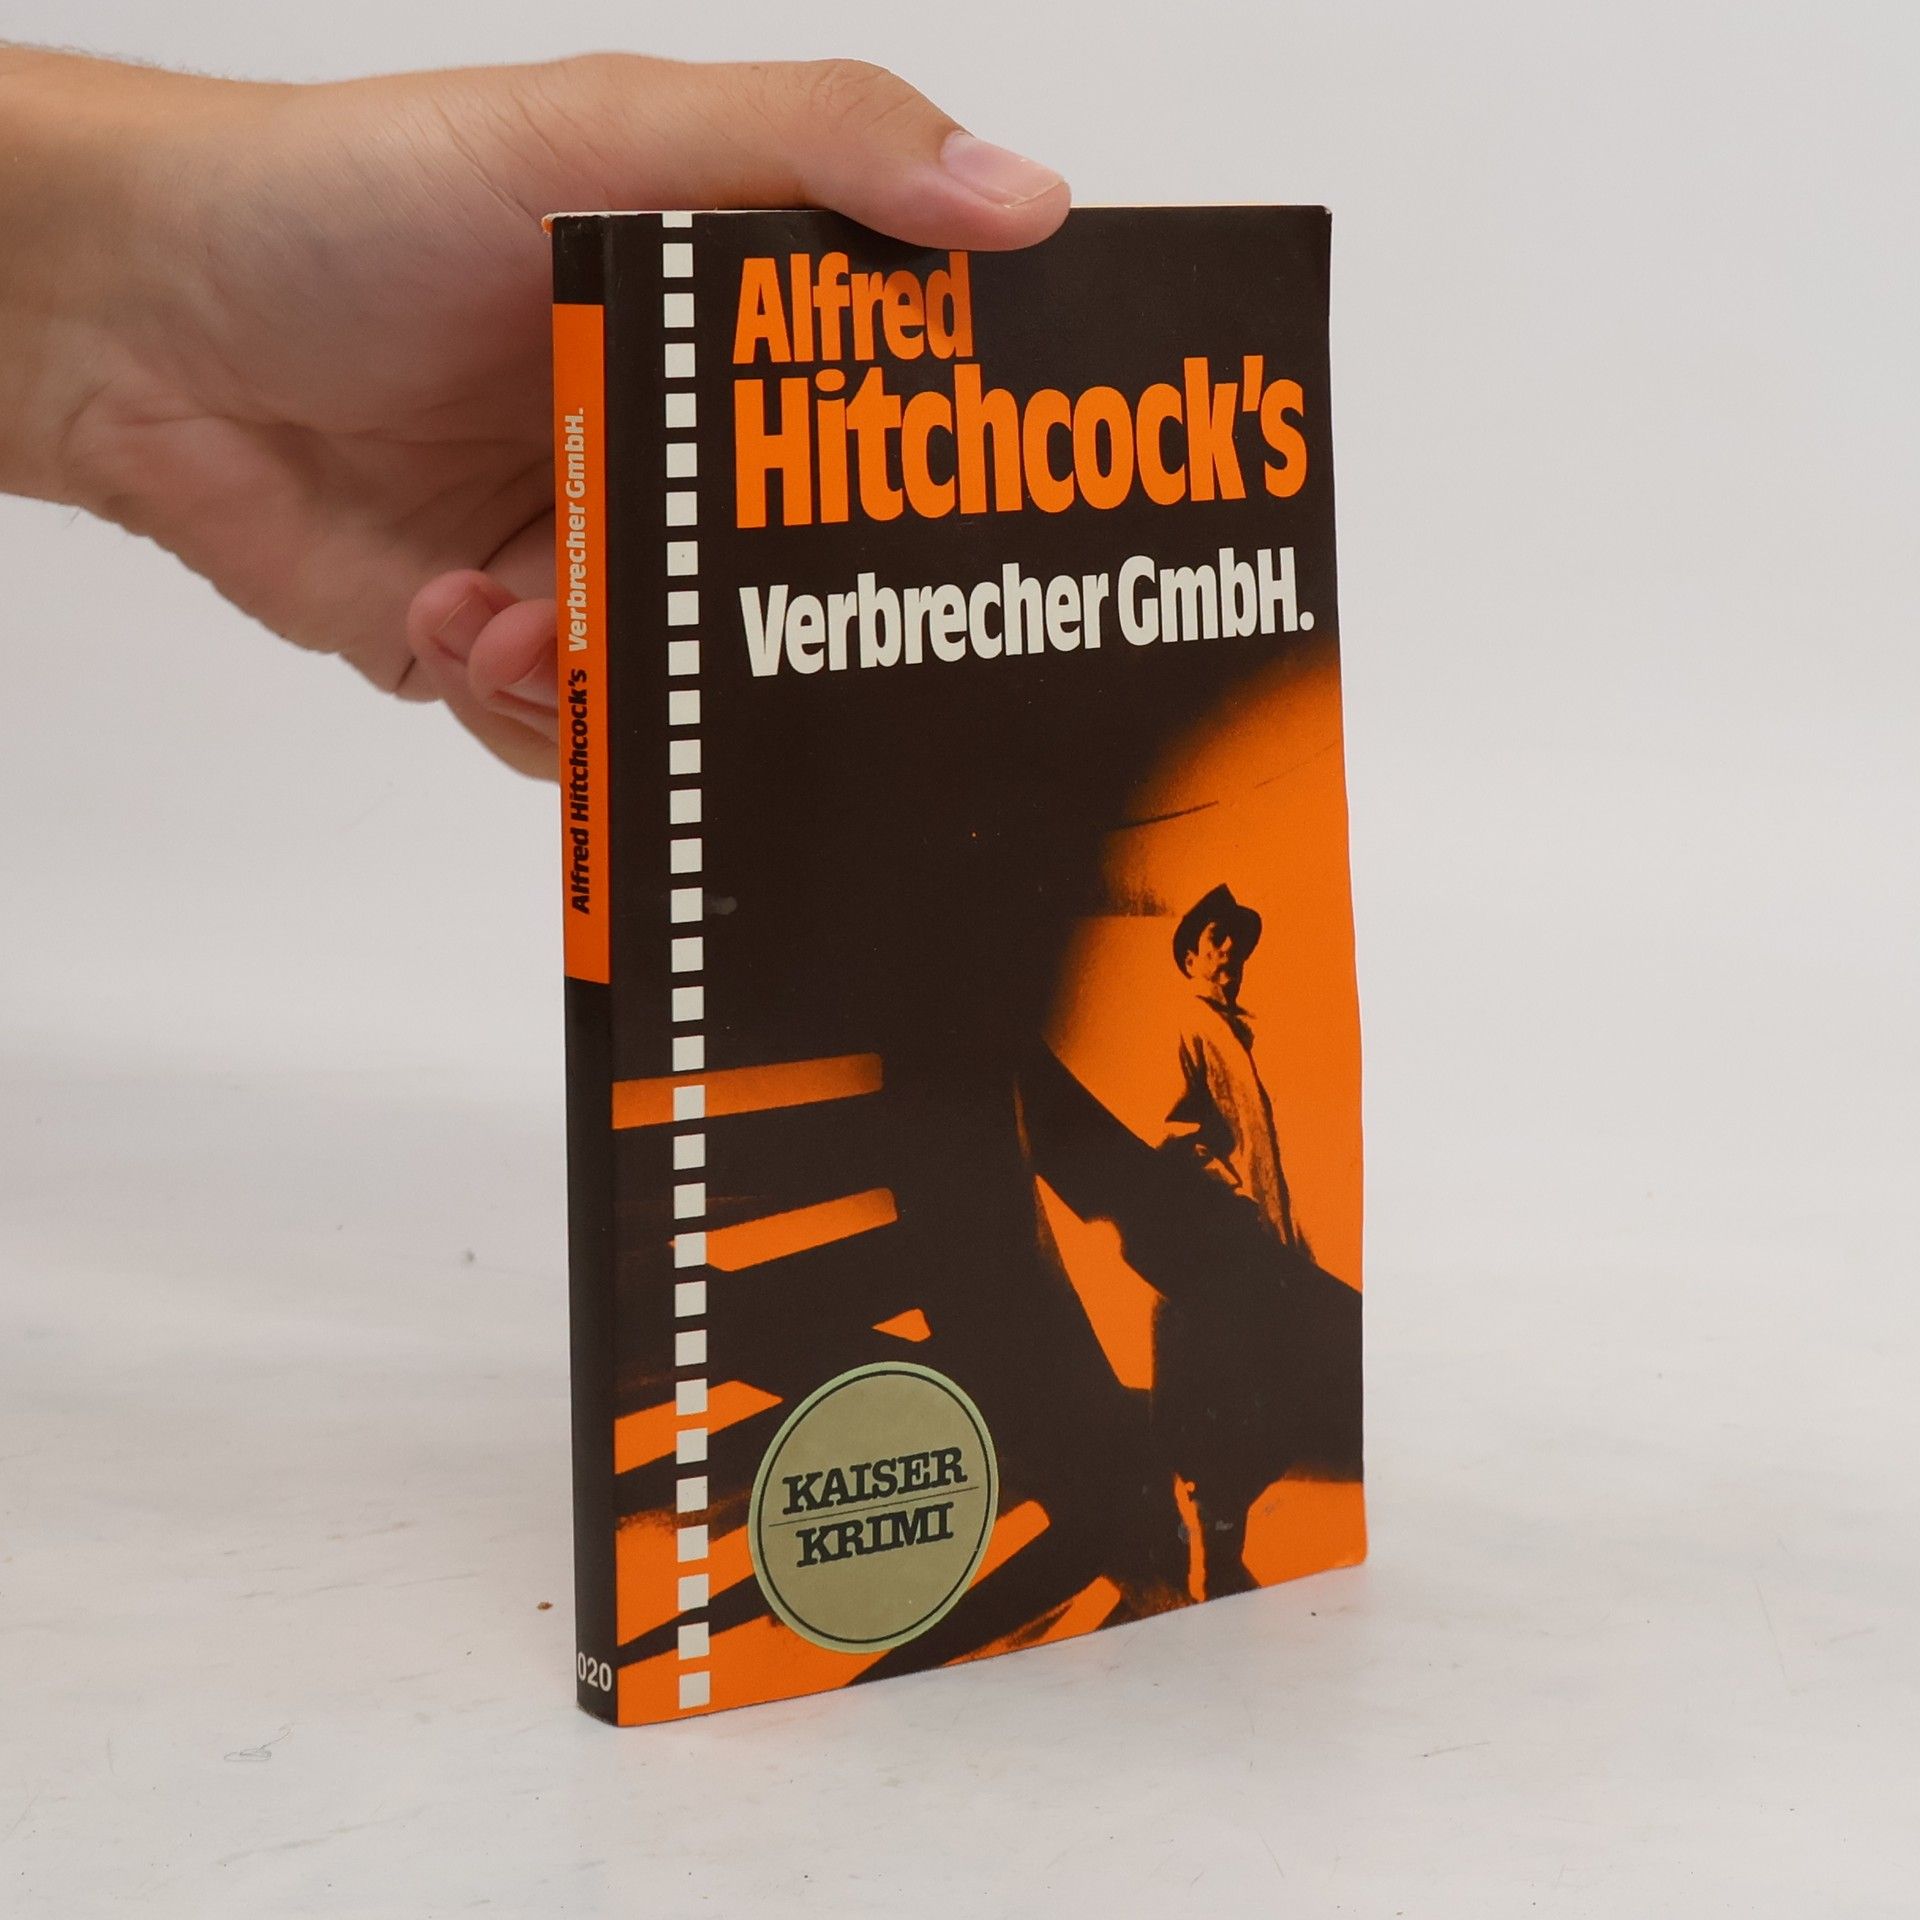 Alfred
Hitchcock's
Verbrecher GmbH.
KAISER
KRIMI
Alfred Hitchcock's Verbrecher GmbH.
020